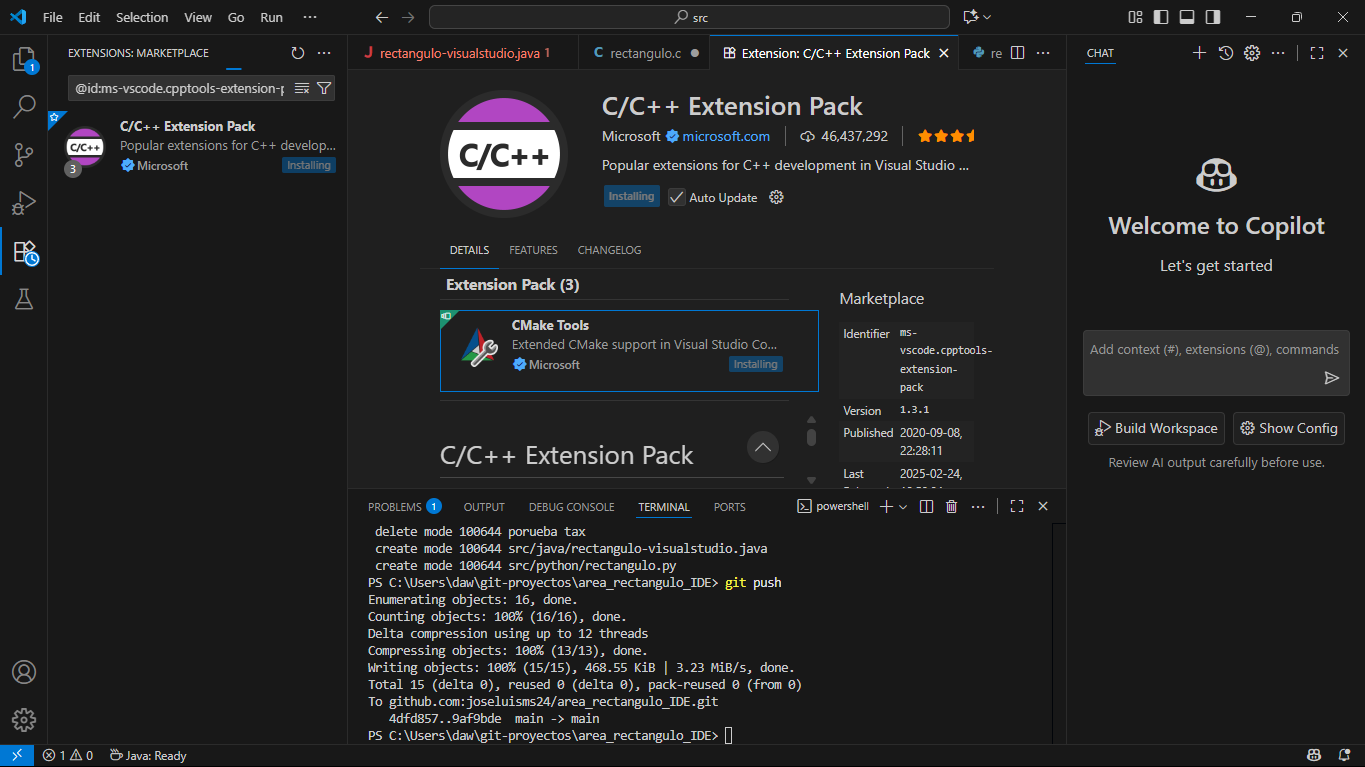 File Edit Selection View Go Run ···
src
EXTENSIONS: MARKETPLACE
@id:ms-vscode.cpptools-extension-p
C/C++
3
C/C++ Extension Pack
Popular extensions for C++ develop...
Microsoft
Installing
1
J rectangulo-visualstudio.java 1
C rectangulo.c
Extension: C/C++ Extension Pack
re
C/C++
C/C++ Extension Pack
Microsoft microsoft.com 46,437,292
Popular extensions for C++ development in Visual Studio ...
Installing Auto Update
DETAILS FEATURES CHANGELOG
Extension Pack (3)
CMake Tools
Extended CMake support in Visual Studio Co...
Microsoft Installing
C/C++ Extension Pack
Marketplace
Identifier ms-
vscode.cpptools-
extension-
pack
Version 1.3.1
Published 2020-09-08,
22:28:11
Last 2025-02-24,
PROBLEMS 1 OUTPUT DEBUG CONSOLE TERMINAL PORTS powershell
delete mode 100644 porueba tax
create mode 100644 src/java/rectangulo-visualstudio.java
create mode 100644 src/python/rectangulo.py
PS C:\Users\daw\git-proyectos\area_rectangulo_IDE> git push
Enumerating objects: 16, done.
Counting objects: 100% (16/16), done.
Delta compression using up to 12 threads
Compressing objects: 100% (13/13), done.
Writing objects: 100% (15/15), 468.55 KiB | 3.23 MiB/s, done.
Total 15 (delta 0), reused 0 (delta 0), pack-reused 0 (from 0)
To github.com:joseluisms24/area_rectangulo_IDE.git
4dfd857..9af9bde main -> main
PS C:\Users\daw\git-proyectos\area_rectangulo_IDE>
CHAT
Welcome to Copilot
Let's get started
Add context (#), extensions (@), commands
Build Workspace Show Config
Review AI output carefully before use.
1 0 Java: Ready